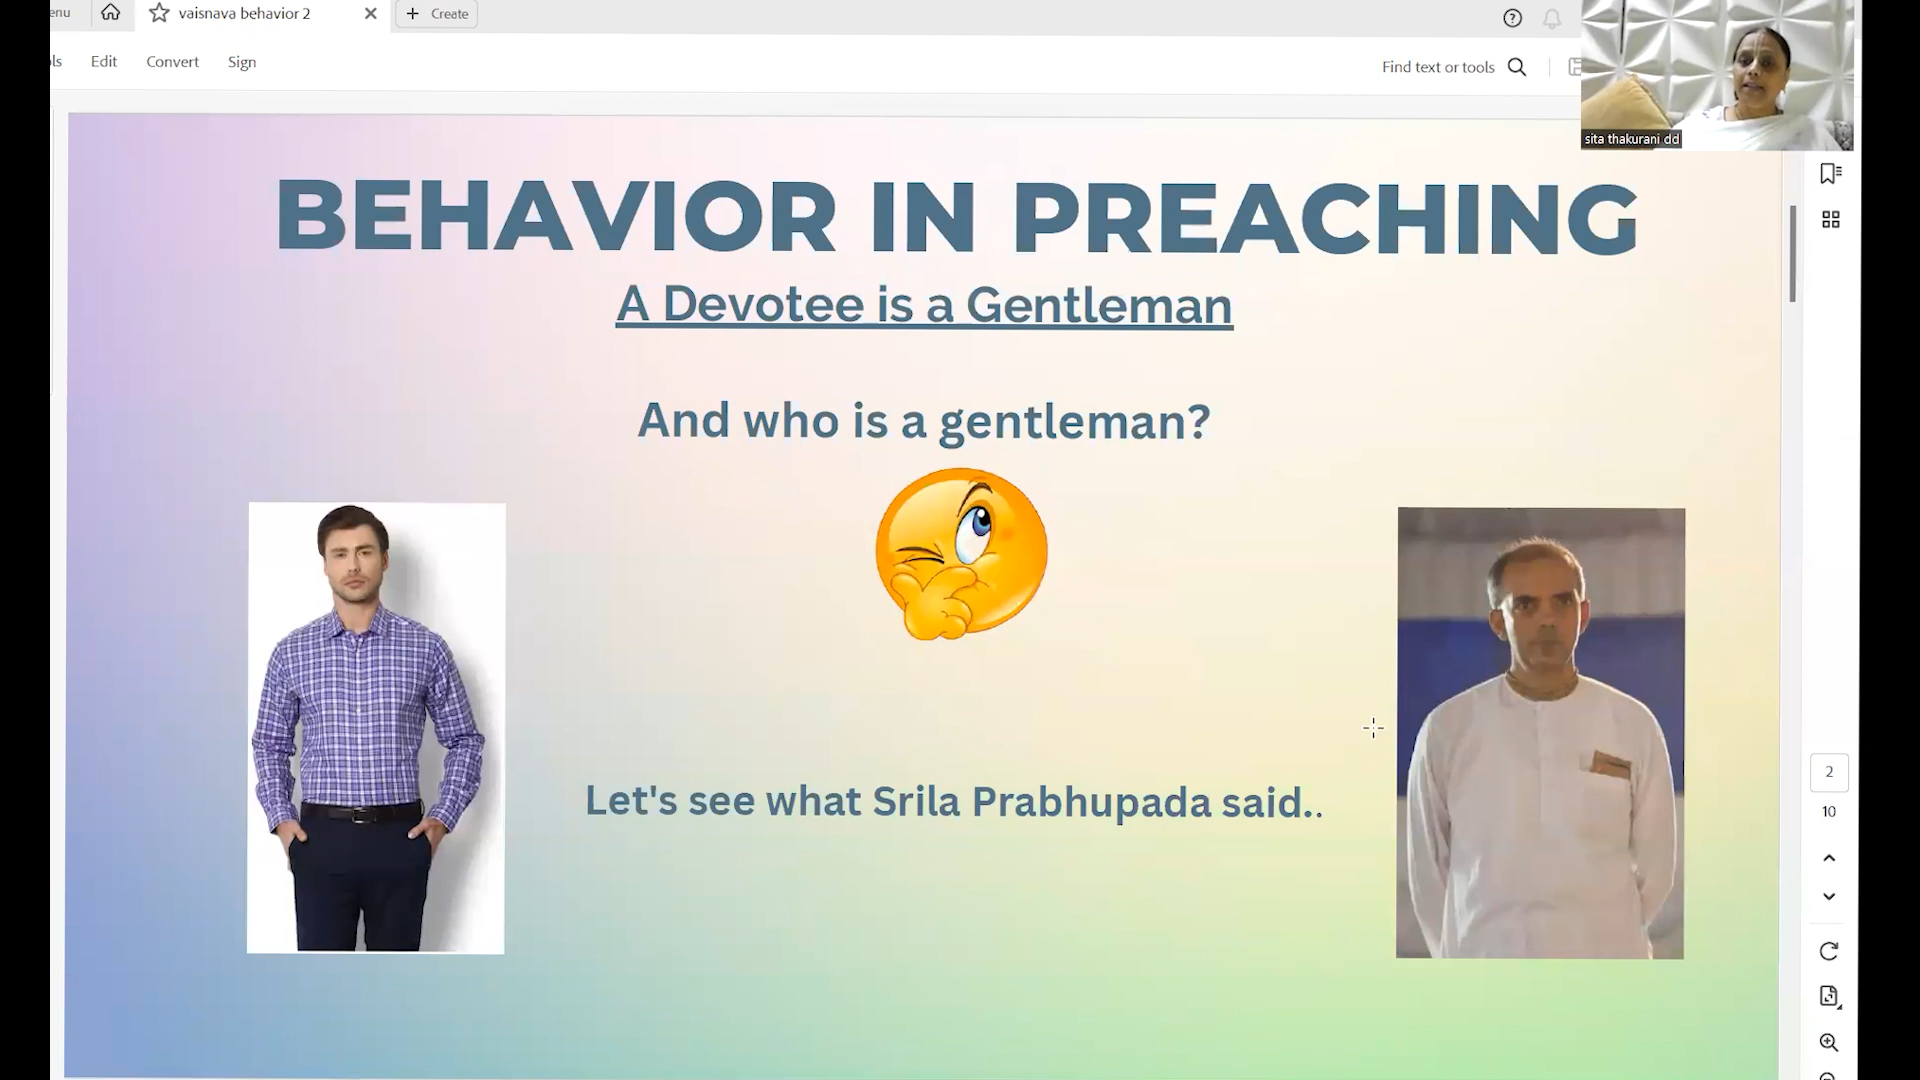 enu
vaisnava behavior 2
Create
ols
Edit
Convert
Sign
Find text or tools
sita thakurani dd
BEHAVIOR IN PREACHING
A Devotee is a Gentleman
And who is a gentleman?
Let's see what Srila Prabhupada said..
2
10